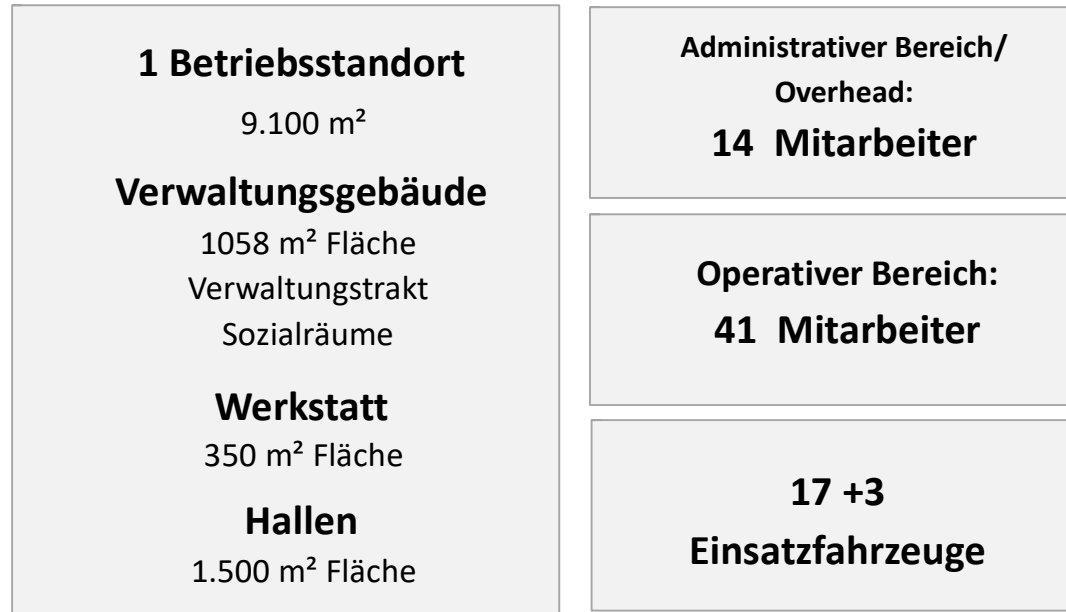 1 Betriebsstandort
9.100 m²
Verwaltungsgebäude
1058 m² Fläche
Verwaltungstrakt
Sozialräume
Werkstatt
350 m² Fläche
Hallen
1.500 m² Fläche
Administrativer Bereich/
Overhead:
14 Mitarbeiter
Operativer Bereich:
41 Mitarbeiter
17 +3
Einsatzfahrzeuge